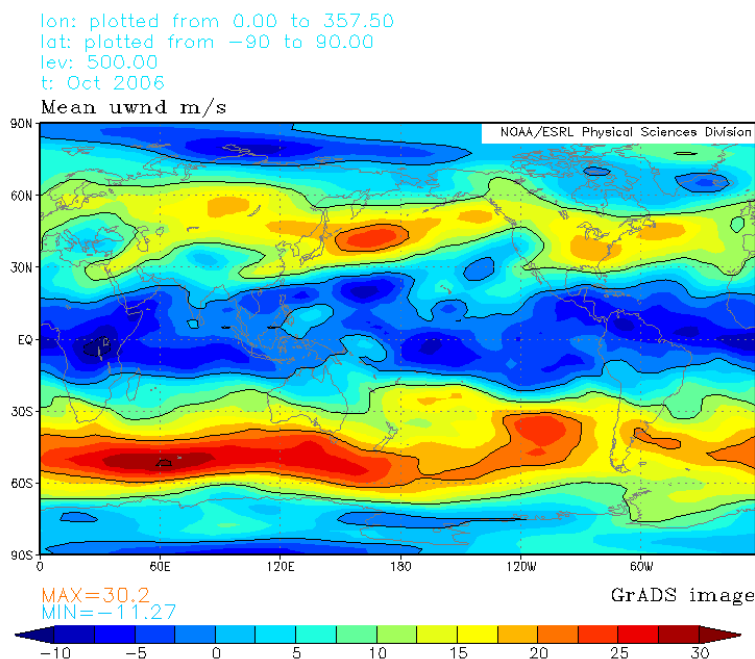 lon: plotted from 0.00 to 357.50
lat: plotted from -90 to 90.00
lev: 500.00
t: Oct 2006
Mean uwnd m/s
NOAA/ESRL Physical Sciences Division
90N
60N
30N
EQ
30S
60S
90S
0 60E 120E 180 120W 60W
MAX=30.2
MIN=-11.27
GrADS image
-10 -5 0 5 10 15 20 25 30